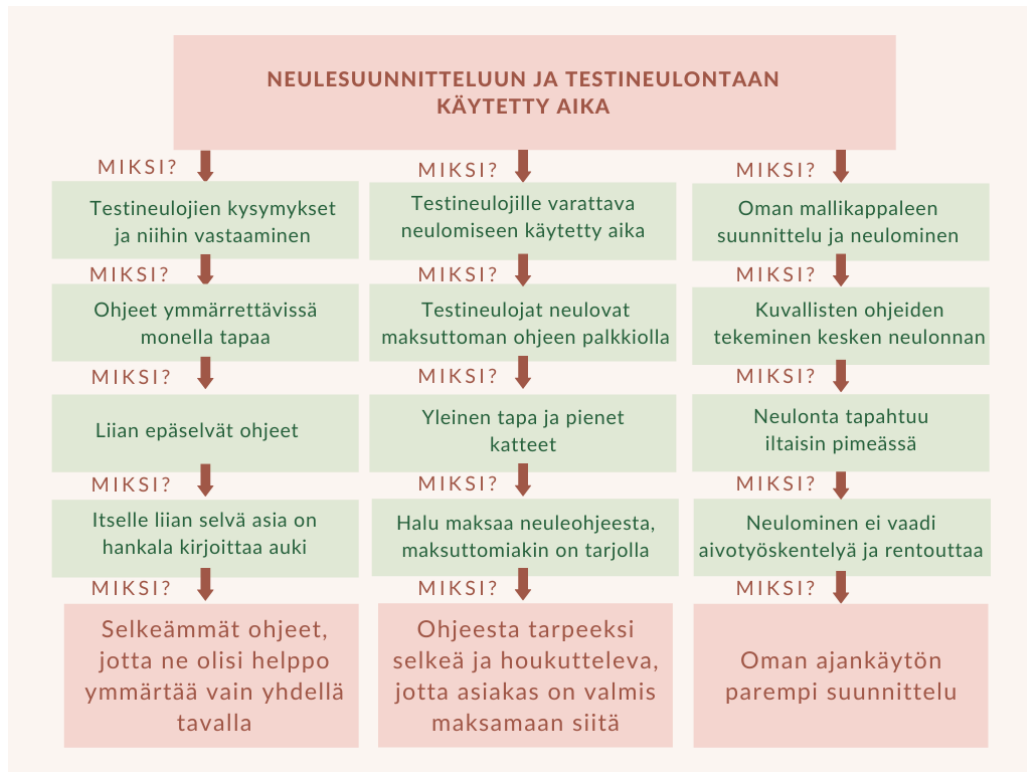 NEULESUUNNITTELUUN JA TESTINEULONTAAN
KÄYTETTY AIKA
MIKSI?
Testineulojien kysymykset
ja niihin vastaaminen
MIKSI?
Ohjeet ymmärrettävissä
monella tapaa
MIKSI?
Liian epäselvät ohjeet
MIKSI?
Itselle liian selvä asia on
hankala kirjoittaa auki
MIKSI?
Selkeämmät ohjeet,
jotta ne olisi helppo
ymmärtää vain yhdellä
tavalla
MIKSI?
Testineulojille varattava
neulomiseen käytetty aika
MIKSI?
Testineulojat neulovat
maksuttoman ohjeen palkkiolla
MIKSI?
Yleinen tapa ja pienet
katteet
MIKSI?
Halu maksaa neuleohjeesta,
maksuttomiakin on tarjolla
MIKSI?
Ohjeesta tarpeeksi
selkeä ja houkutteleva,
jotta asiakas on valmis
maksamaan siitä
MIKSI?
Oman mallikappaleen
suunnittelu ja neulominen
MIKSI?
Kuvallisten ohjeiden
tekeminen kesken neulonnan
MIKSI?
Neulonta tapahtuu
iltaisin pimeässä
MIKSI?
Neulominen ei vaadi
aivotyöskentelyä ja rentouttaa
MIKSI?
Oman ajankäytön
parempi suunnittelu